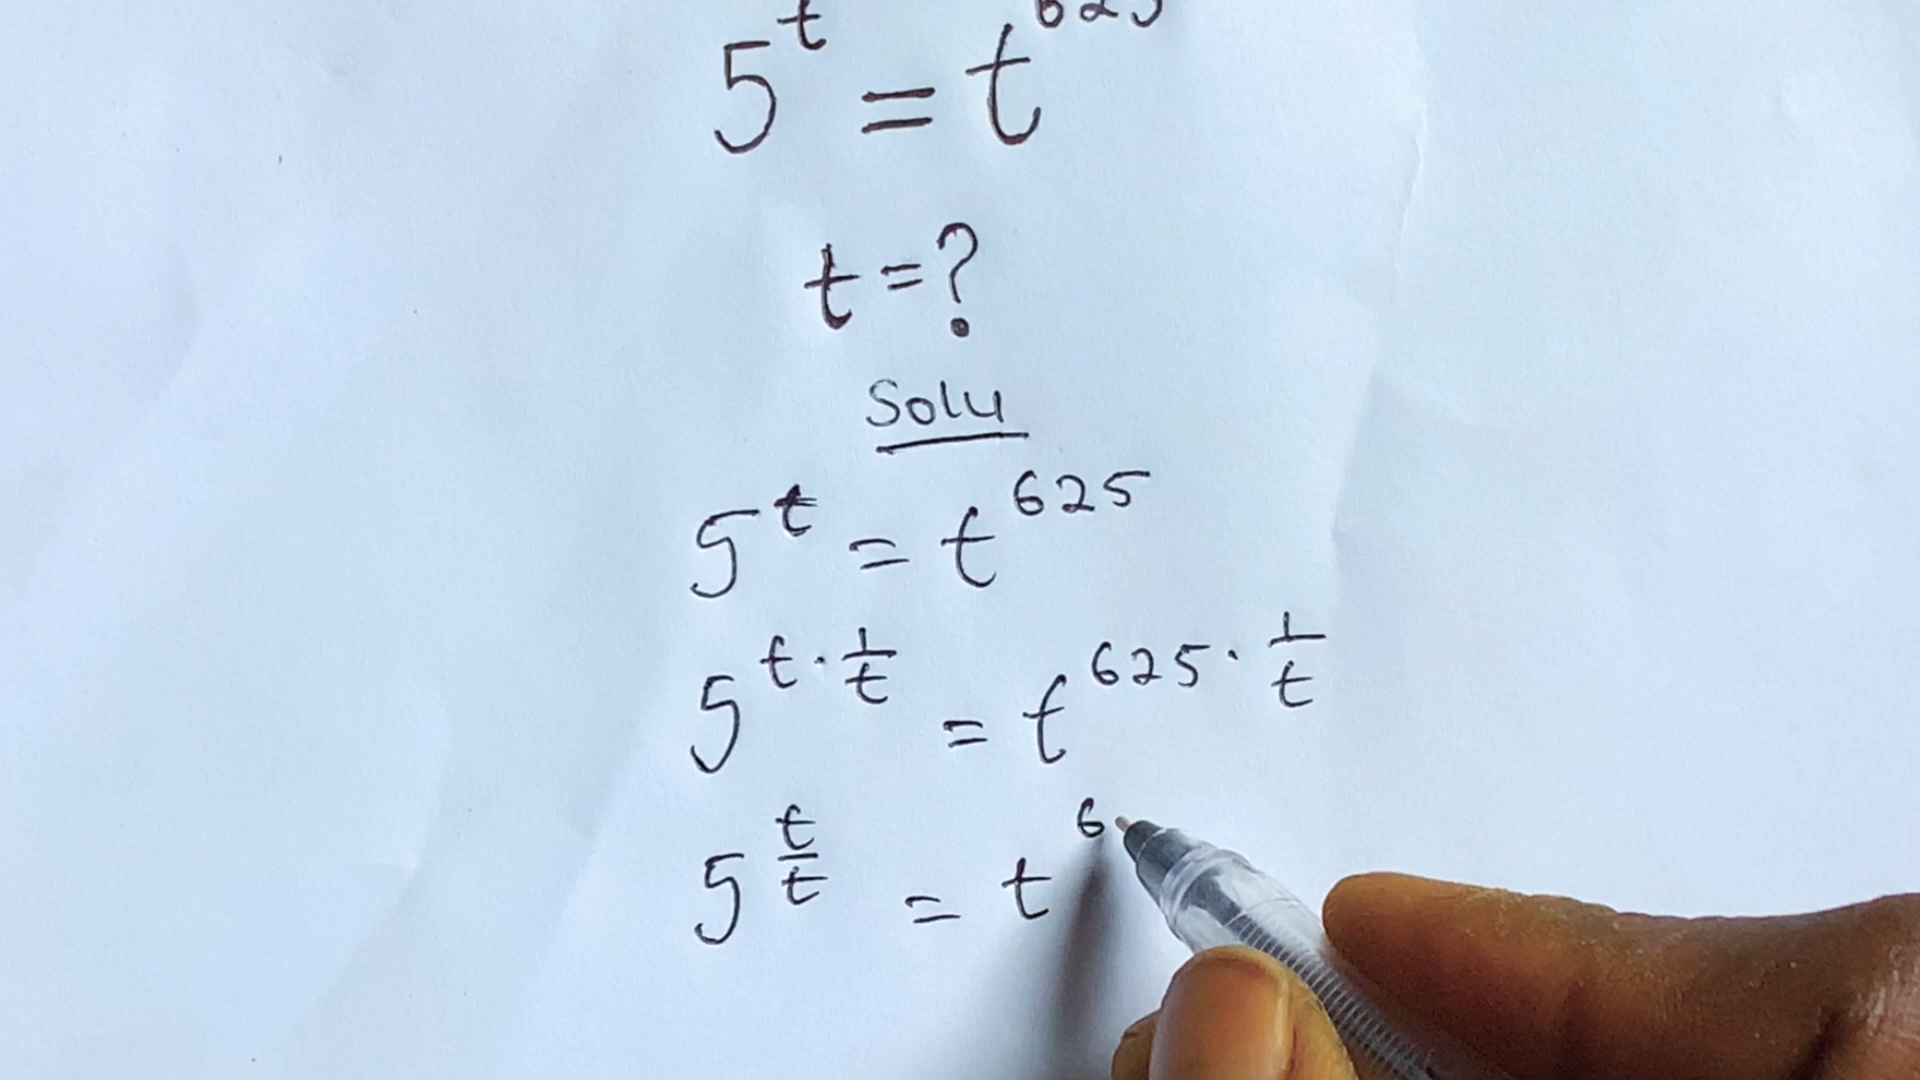 5^t = t^625
t = ?
Solu
5^t = t^625
5^(t · 1/t) = t^(625 · 1/t)
5^(t/t) = t^6